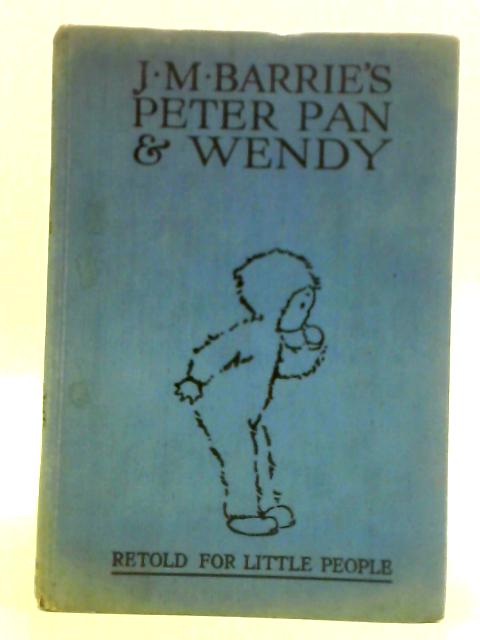 J·M·BARRIE'S
PETER PAN
& WENDY
RETOLD FOR LITTLE PEOPLE